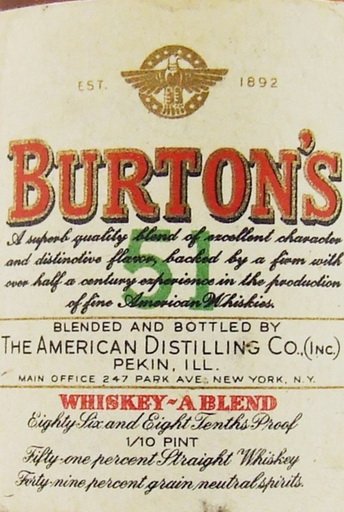 EST. 1892
BURTON'S
51
A superb quality blend of excellent character
and distinctive flavor, backed by a firm with
over half a century experience in the production
of fine American Whiskies.
BLENDED AND BOTTLED BY
THE AMERICAN DISTILLING CO., (INC.)
PEKIN, ILL.
MAIN OFFICE 247 PARK AVE. NEW YORK, N.Y.
WHISKEY~A BLEND
Eighty Six and Eight Tenths Proof
1/10 PINT
Fifty-one percent Straight Whiskey
Forty-nine percent grain neutral spirits.